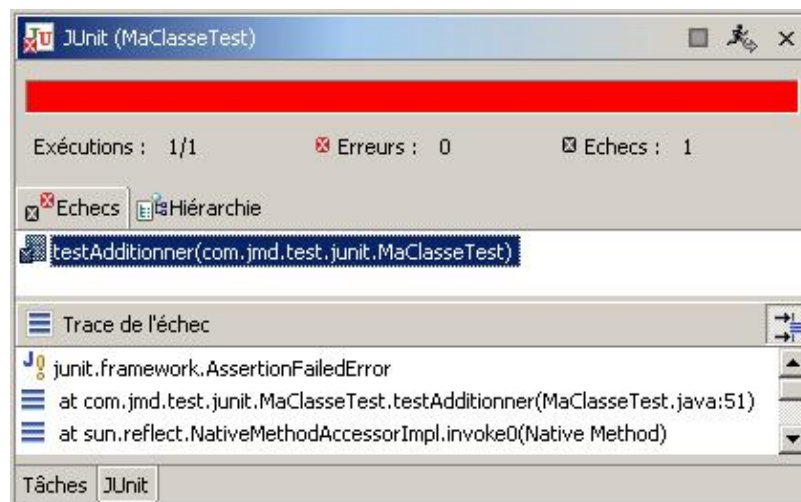 JUnit (MaClasseTest)
Exécutions : 1/1 Erreurs : 0 Echecs : 1
Echecs Hiérarchie
testAdditionner(com.jmd.test.junit.MaClasseTest)
Trace de l'échec
junit.framework.AssertionFailedError
at com.jmd.test.junit.MaClasseTest.testAdditionner(MaClasseTest.java:51)
at sun.reflect.NativeMethodAccessorImpl.invoke0(Native Method)
Tâches JUnit